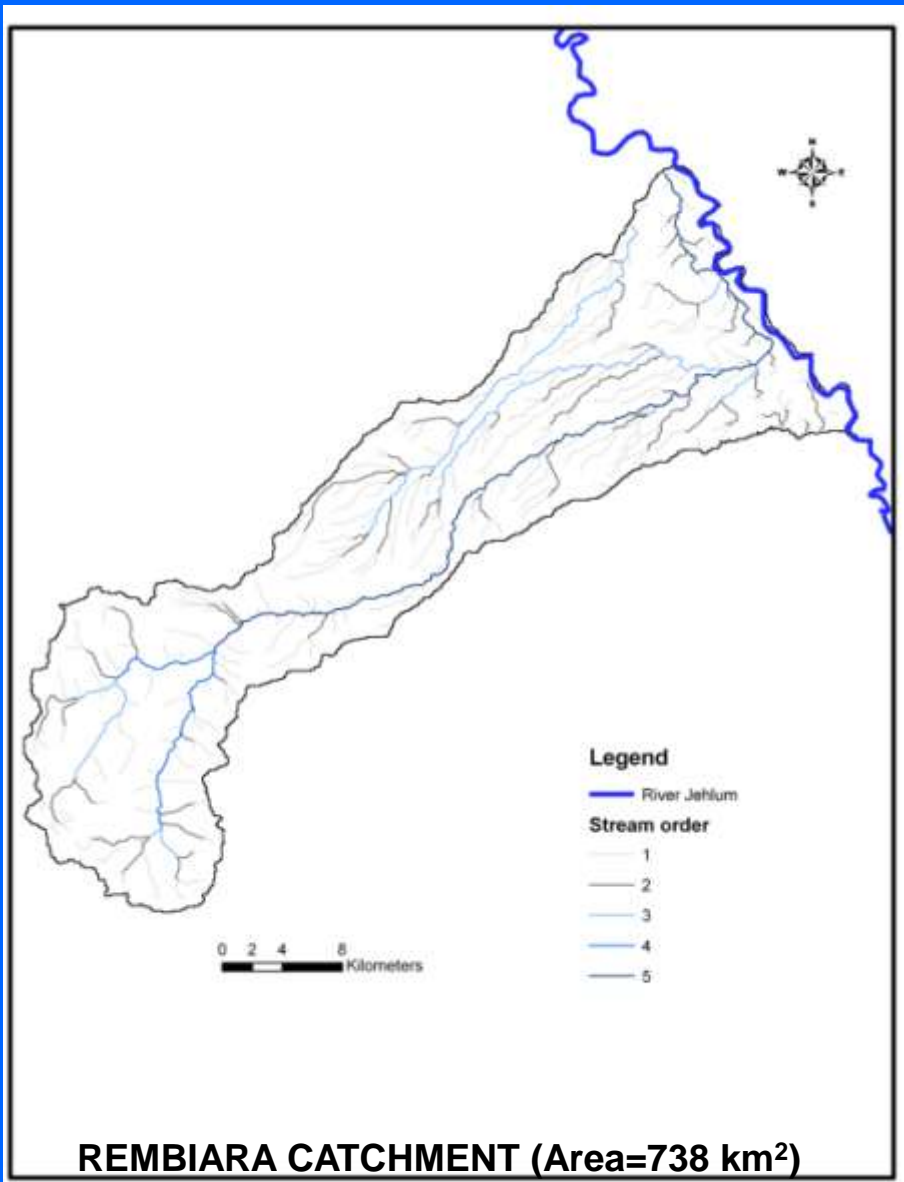 N
W E
S
Legend
River Jehlum
Stream order
1
2
3
4
5
0 2 4 8
Kilometers
REMBIARA CATCHMENT (Area=738 km²)